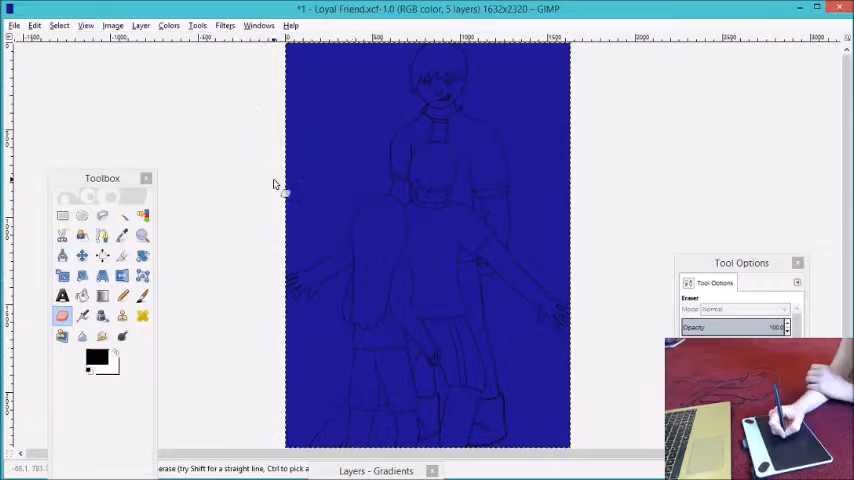 *1 - Loyal Friend.xcf-1.0 (RGB color, 5 layers) 1632x2320 – GIMP
File Edit Select View Image Layer Colors Tools Filters Windows Help
Toolbox
Tool Options
Tool Options
Eraser
Mode: Normal
Opacity 100.0
erase (try Shift for a straight line, Ctrl to pick a
Layers - Gradients